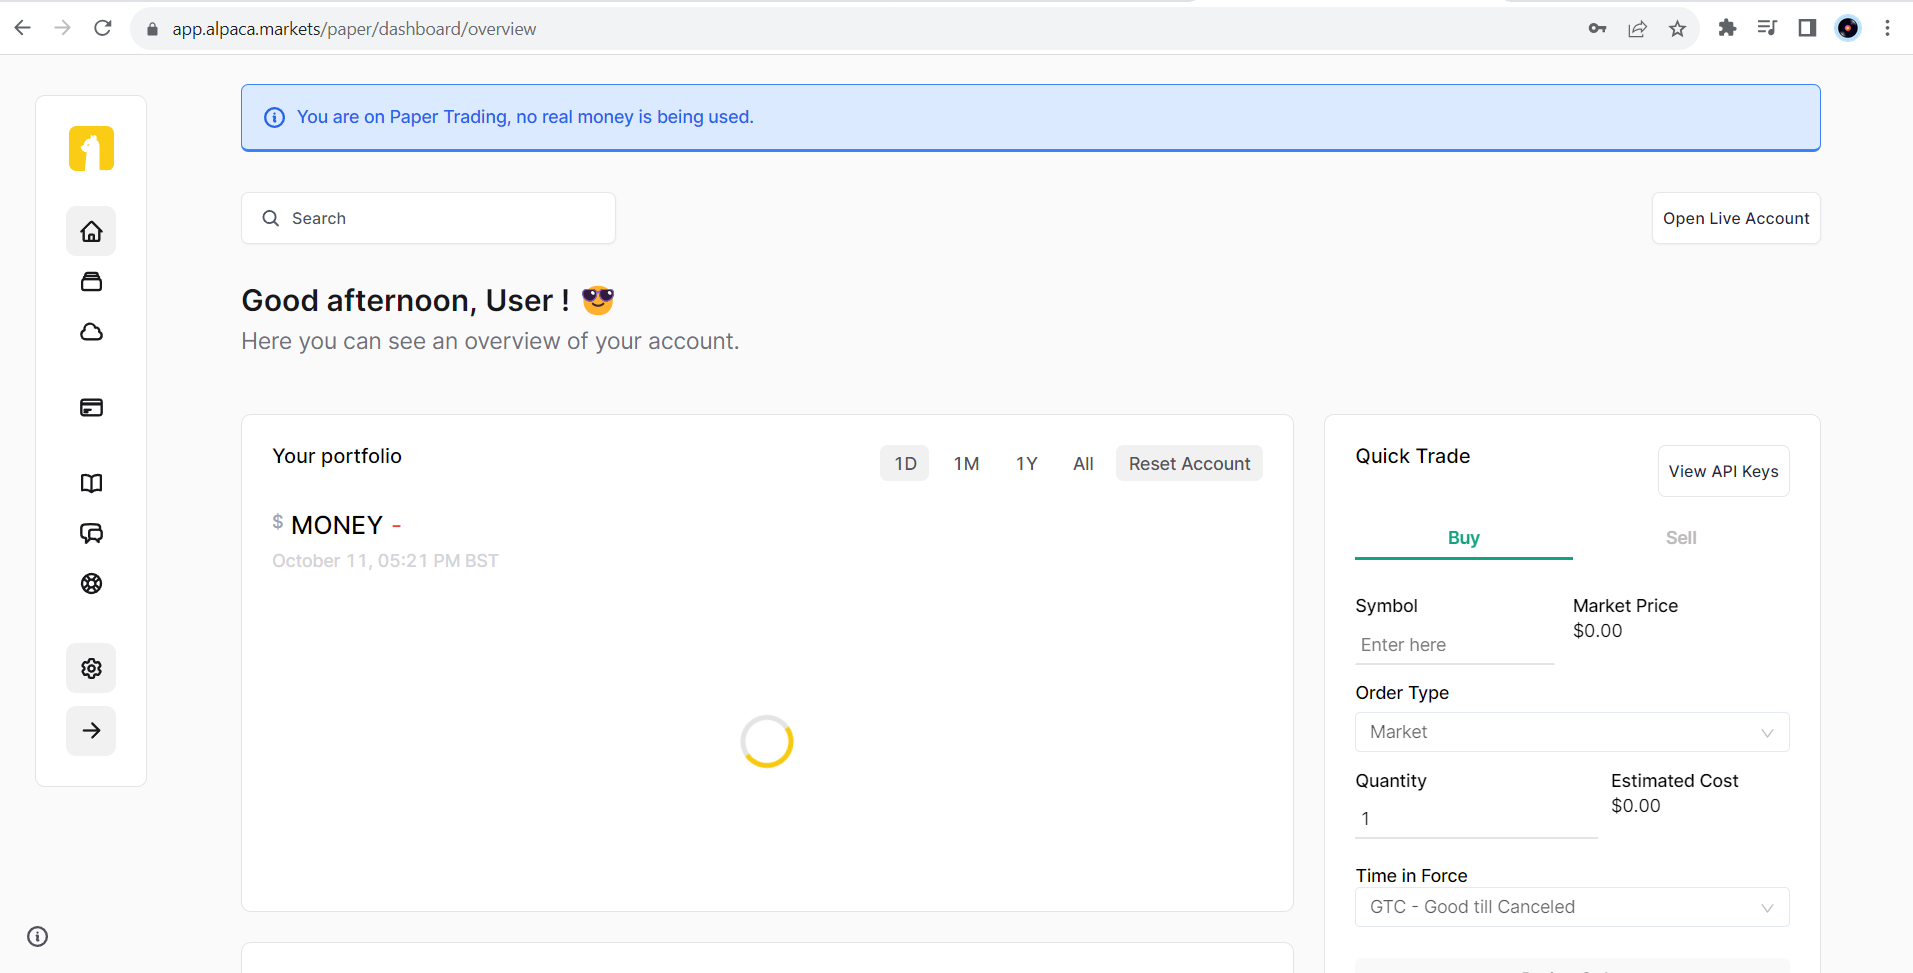 app.alpaca.markets/paper/dashboard/overview
You are on Paper Trading, no real money is being used.
Search
Open Live Account
Good afternoon, User ! 😎
Here you can see an overview of your account.
Your portfolio
1D 1M 1Y All Reset Account
$ MONEY -
October 11, 05:21 PM BST
Quick Trade
View API Keys
Buy Sell
Symbol
Enter here
Market Price
$0.00
Order Type
Market
Quantity
1
Estimated Cost
$0.00
Time in Force
GTC - Good till Canceled